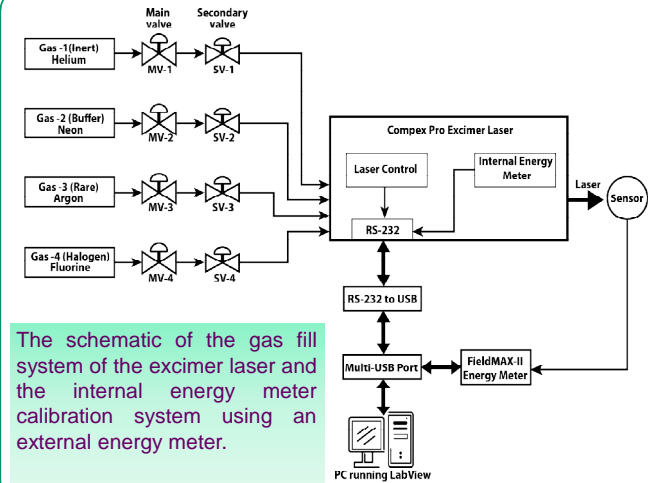 Main valve
Secondary valve
Gas -1(Inert)
Helium
MV-1
SV-1
Gas -2 (Buffer)
Neon
MV-2
SV-2
Gas -3 (Rare)
Argon
MV-3
SV-3
Gas -4 (Halogen)
Fluorine
MV-4
SV-4
Compex Pro Excimer Laser
Laser Control
Internal Energy
Meter
RS-232
Laser
Sensor
RS-232 to USB
Multi-USB Port
FieldMAX-II
Energy Meter
PC running LabView
The schematic of the gas fill
system of the excimer laser and
the internal energy meter
calibration system using an
external energy meter.